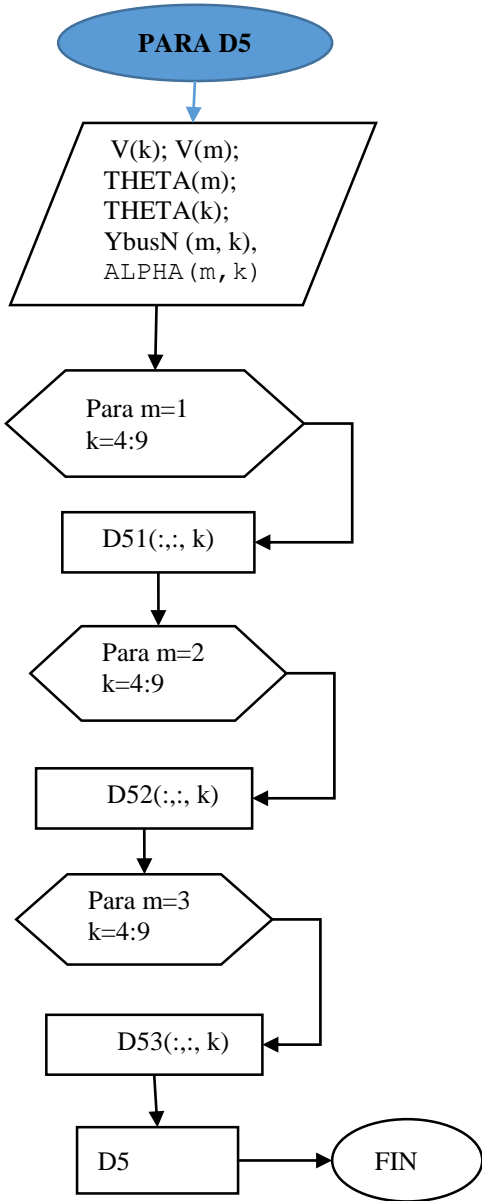 PARA D5
V(k); V(m);
THETA(m);
THETA(k);
YbusN (m, k),
ALPHA(m,k)
Para m=1
k=4:9
D51(:,:, k)
Para m=2
k=4:9
D52(:,:, k)
Para m=3
k=4:9
D53(:,:, k)
D5
FIN